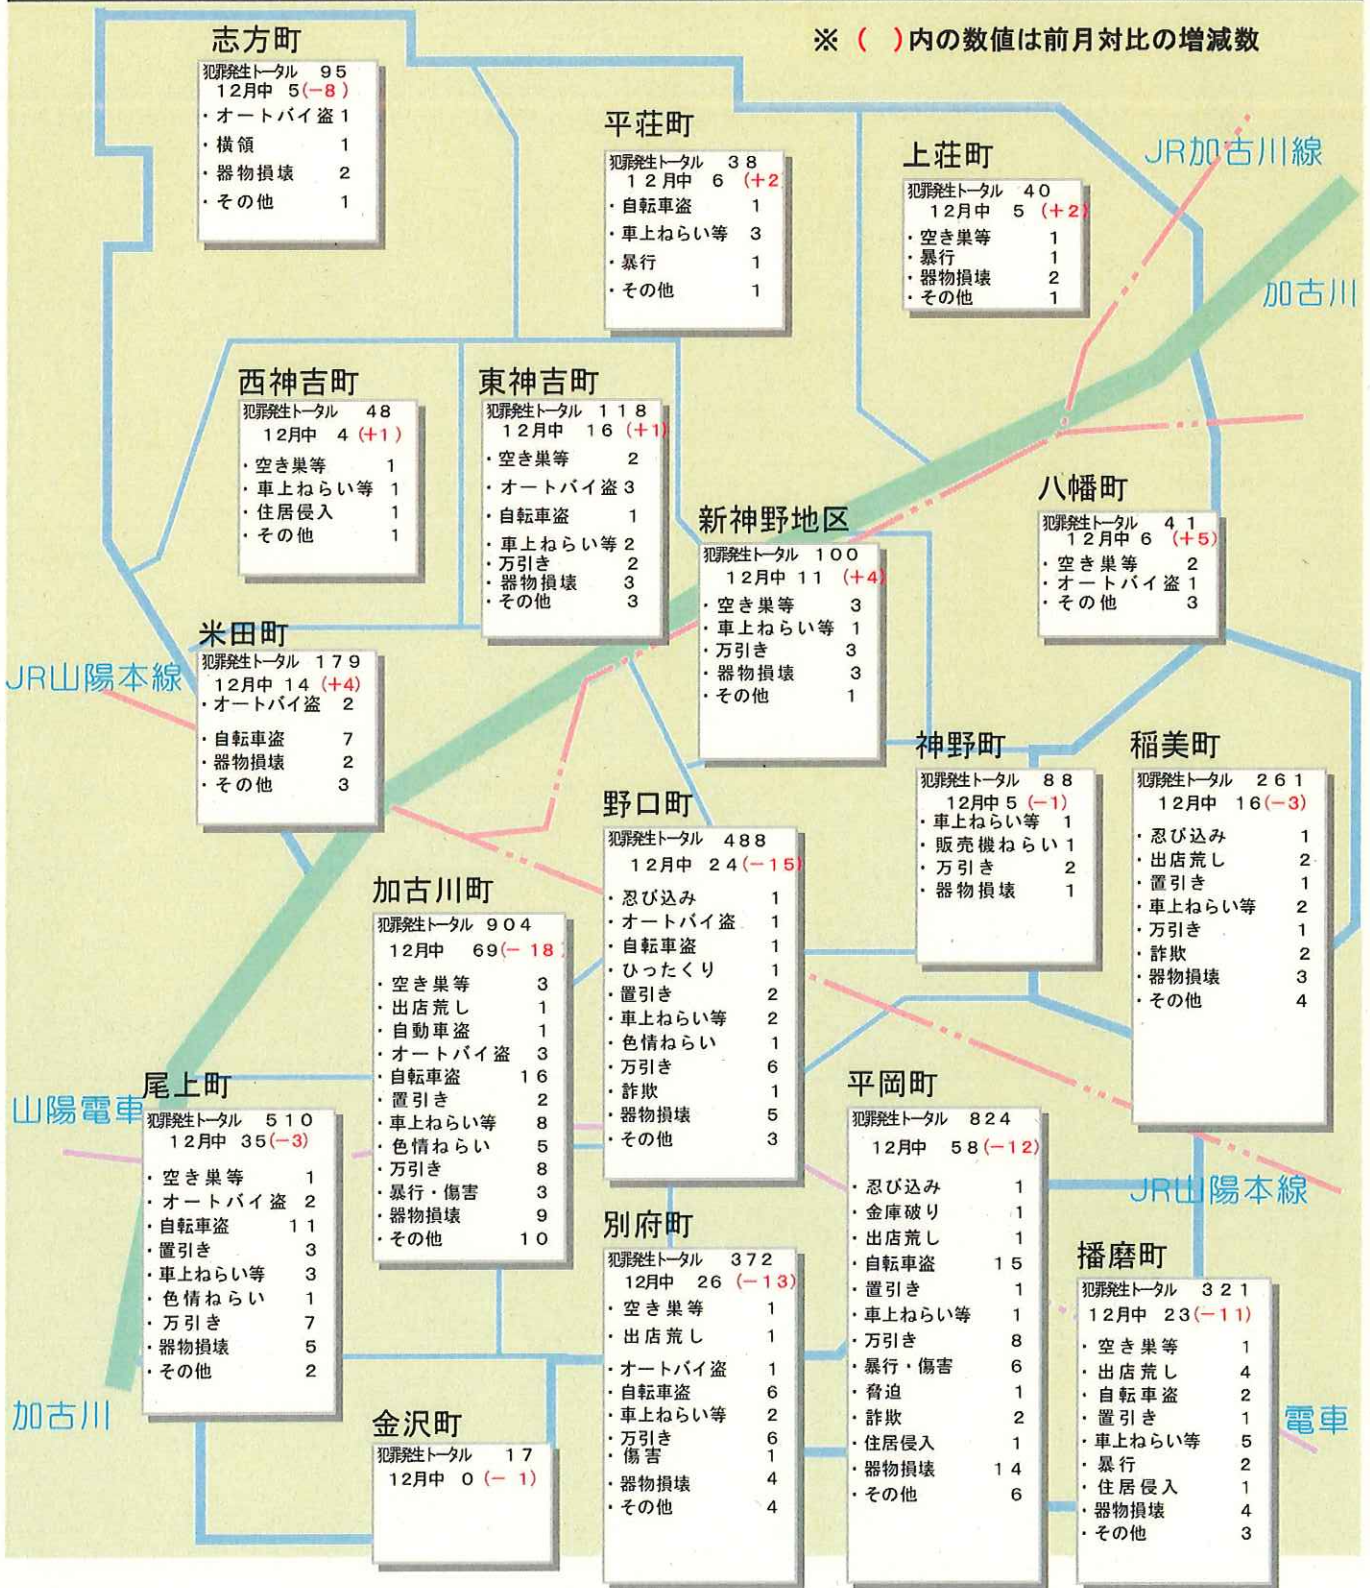 ※ （ ）内の数値は前月対比の増減数
志方町
犯罪発生トータル 95
12月中 5(−8)
・オートバイ盗 1
・横領 1
・器物損壊 2
・その他 1
平荘町
犯罪発生トータル 38
12月中 6 (+2
・自転車盗 1
・車上ねらい等 3
・暴行 1
・その他 1
上荘町
犯罪発生トータル 40
12月中 5 (+2)
・空き巣等 1
・暴行 1
・器物損壊 2
・その他 1
JR加古川線
加古川
西神吉町
犯罪発生トータル 48
12月中 4 (+1)
・空き巣等 1
・車上ねらい等 1
・住居侵入 1
・その他 1
東神吉町
犯罪発生トータル 118
12月中 16 (+1)
・空き巣等 2
・オートバイ盗 3
・自転車盗 1
・車上ねらい等 2
・万引き 2
・器物損壊 3
・その他 3
新神野地区
犯罪発生トータル 100
12月中 11 (+4)
・空き巣等 3
・車上ねらい等 1
・万引き 3
・器物損壊 3
・その他 1
八幡町
犯罪発生トータル 41
12月中 6 (+5)
・空き巣等 2
・オートバイ盗 1
・その他 3
JR山陽本線
米田町
犯罪発生トータル 179
12月中 14 (+4)
・オートバイ盗 2
・自転車盗 7
・器物損壊 2
・その他 3
神野町
犯罪発生トータル 88
12月中 5 (−1)
・車上ねらい等 1
・販売機ねらい 1
・万引き 2
・器物損壊 1
稲美町
犯罪発生トータル 261
12月中 16(−3)
・忍び込み 1
・出店荒し 2
・置引き 1
・車上ねらい等 2
・万引き 1
・詐欺 2
・器物損壊 3
・その他 4
野口町
犯罪発生トータル 488
12月中 24(−15)
・忍び込み 1
・オートバイ盗 1
・自転車盗 1
・ひったくり 1
・置引き 2
・車上ねらい等 2
・色情ねらい 1
・万引き 6
・詐欺 1
・器物損壊 5
・その他 3
加古川町
犯罪発生トータル 904
12月中 69(− 18
・空き巣等 3
・出店荒し 1
・自動車盗 1
・オートバイ盗 3
・自転車盗 16
・置引き 2
・車上ねらい等 8
・色情ねらい 5
・万引き 8
・暴行・傷害 3
・器物損壊 9
・その他 10
山陽電車
尾上町
犯罪発生トータル 510
12月中 35(−3)
・空き巣等 1
・オートバイ盗 2
・自転車盗 11
・置引き 3
・車上ねらい等 3
・色情ねらい 1
・万引き 7
・器物損壊 5
・その他 2
加古川
平岡町
犯罪発生トータル 824
12月中 58(−12)
・忍び込み 1
・金庫破り 1
・出店荒し 1
・自転車盗 15
・置引き 1
・車上ねらい等 1
・万引き 8
・暴行・傷害 6
・脅迫 1
・詐欺 2
・住居侵入 1
・器物損壊 14
・その他 6
JR山陽本線
別府町
犯罪発生トータル 372
12月中 26 (−13)
・空き巣等 1
・出店荒し 1
・オートバイ盗 1
・自転車盗 6
・車上ねらい等 2
・万引き 6
・傷害 1
・器物損壊 4
・その他 4
播磨町
犯罪発生トータル 321
12月中 23(−11)
・空き巣等 1
・出店荒し 4
・自転車盗 2
・置引き 1
・車上ねらい等 5
・暴行 2
・住居侵入 1
・器物損壊 4
・その他 3
電車
金沢町
犯罪発生トータル 17
12月中 0 (− 1)